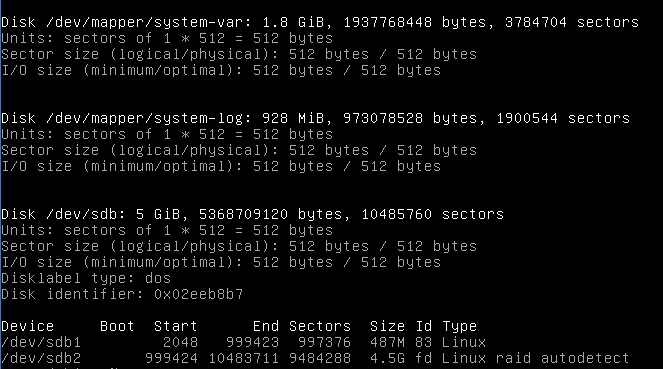 Disk /dev/mapper/system-var: 1.8 GiB, 1937768448 bytes, 3784704 sectors
Units: sectors of 1 * 512 = 512 bytes
Sector size (logical/physical): 512 bytes / 512 bytes
I/O size (minimum/optimal): 512 bytes / 512 bytes
Disk /dev/mapper/system-log: 928 MiB, 973078528 bytes, 1900544 sectors
Units: sectors of 1 * 512 = 512 bytes
Sector size (logical/physical): 512 bytes / 512 bytes
I/O size (minimum/optimal): 512 bytes / 512 bytes
Disk /dev/sdb: 5 GiB, 5368709120 bytes, 10485760 sectors
Units: sectors of 1 * 512 = 512 bytes
Sector size (logical/physical): 512 bytes / 512 bytes
I/O size (minimum/optimal): 512 bytes / 512 bytes
Disklabel type: dos
Disk identifier: 0x02eeb8b7
Device     Boot  Start      End Sectors  Size Id Type
/dev/sdb1         2048   999423  997376  487M 83 Linux
/dev/sdb2       999424 10483711 9484288  4.5G fd Linux raid autodetect